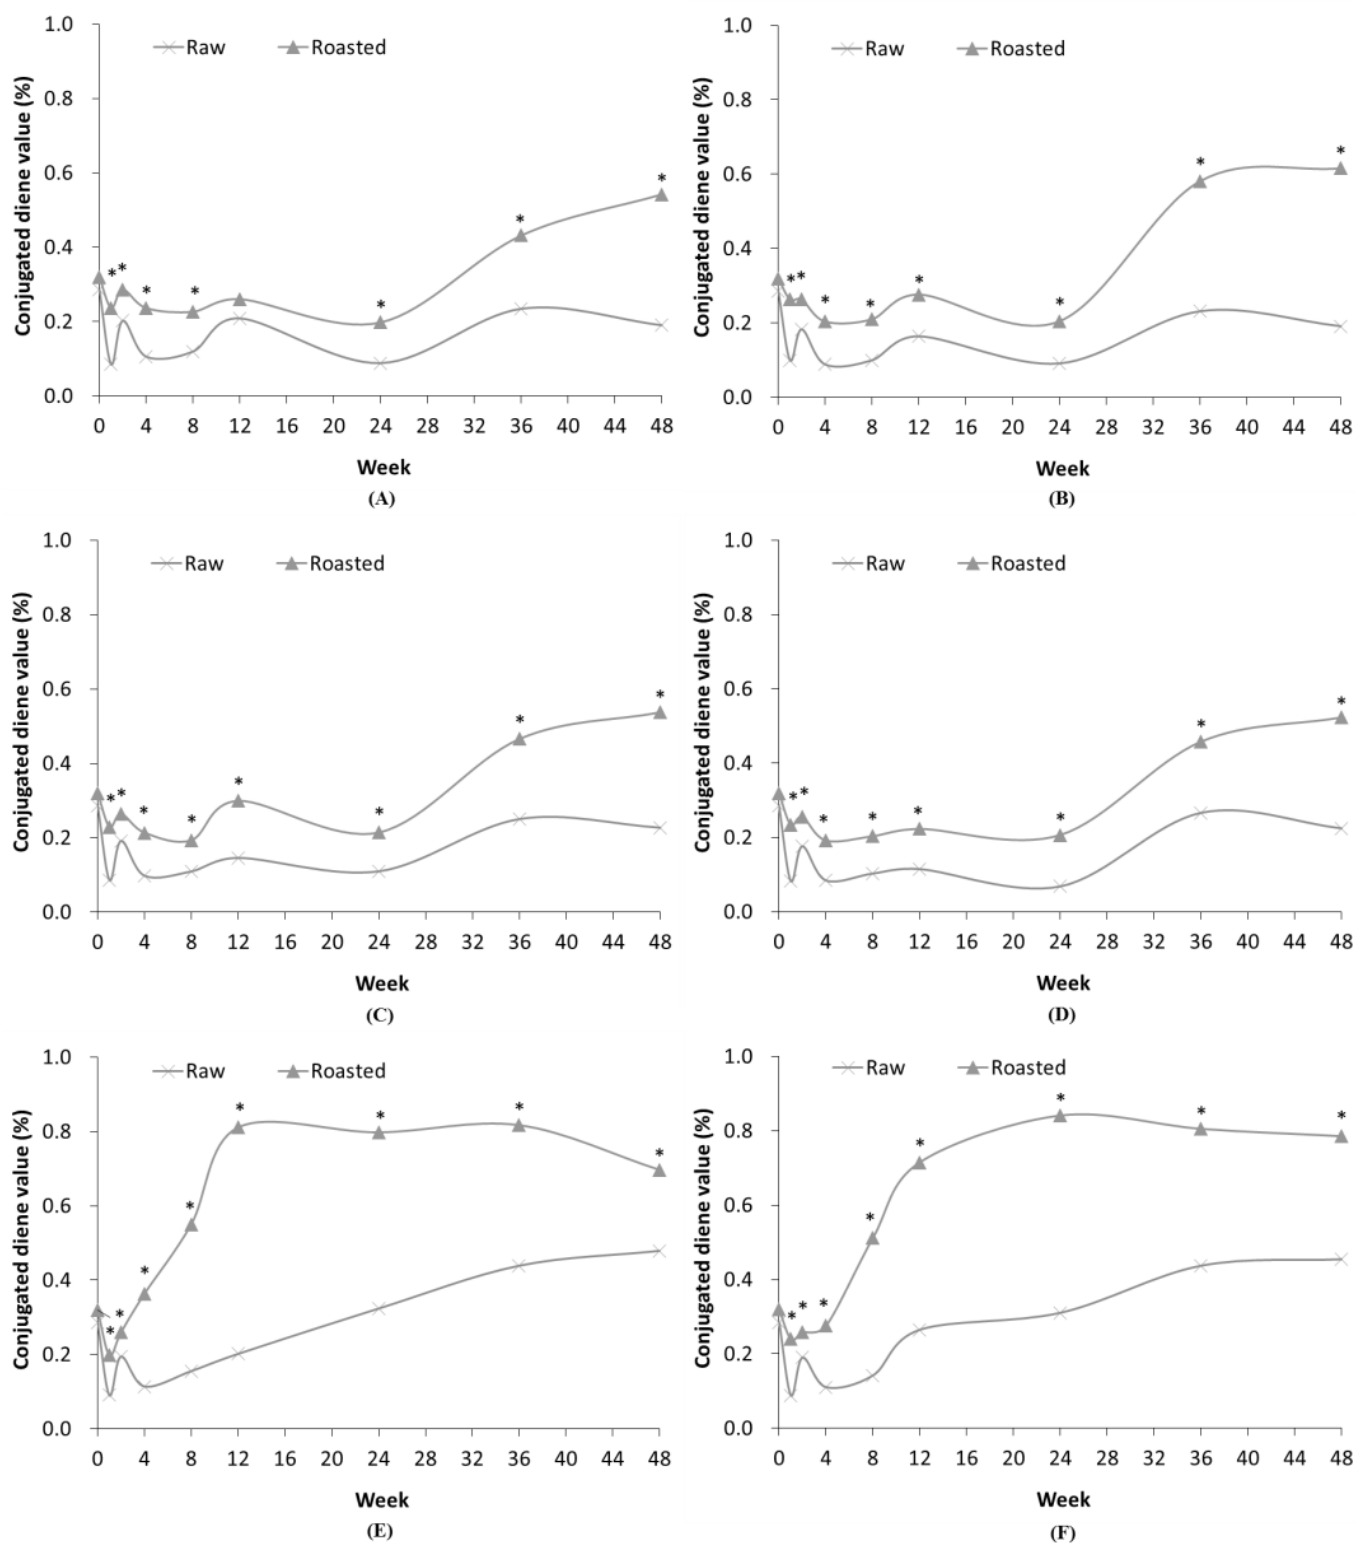 Raw Roasted
Conjugated diene value (%)
1.0
0.8
0.6
0.4
0.2
0.0
* * * * * * *
0 4 8 12 16 20 24 28 32 36 40 44 48
Week
(A)
Raw Roasted
Conjugated diene value (%)
1.0
0.8
0.6
0.4
0.2
0.0
* * * * * * * *
0 4 8 12 16 20 24 28 32 36 40 44 48
Week
(B)
Raw Roasted
Conjugated diene value (%)
1.0
0.8
0.6
0.4
0.2
0.0
* * * * * * * *
0 4 8 12 16 20 24 28 32 36 40 44 48
Week
(C)
Raw Roasted
Conjugated diene value (%)
1.0
0.8
0.6
0.4
0.2
0.0
* * * * * * * *
0 4 8 12 16 20 24 28 32 36 40 44 48
Week
(D)
Raw Roasted
Conjugated diene value (%)
1.0
0.8
0.6
0.4
0.2
0.0
* * * * * * * *
0 4 8 12 16 20 24 28 32 36 40 44 48
Week
(E)
Raw Roasted
Conjugated diene value (%)
1.0
0.8
0.6
0.4
0.2
0.0
* * * * * * * *
0 4 8 12 16 20 24 28 32 36 40 44 48
Week
(F)